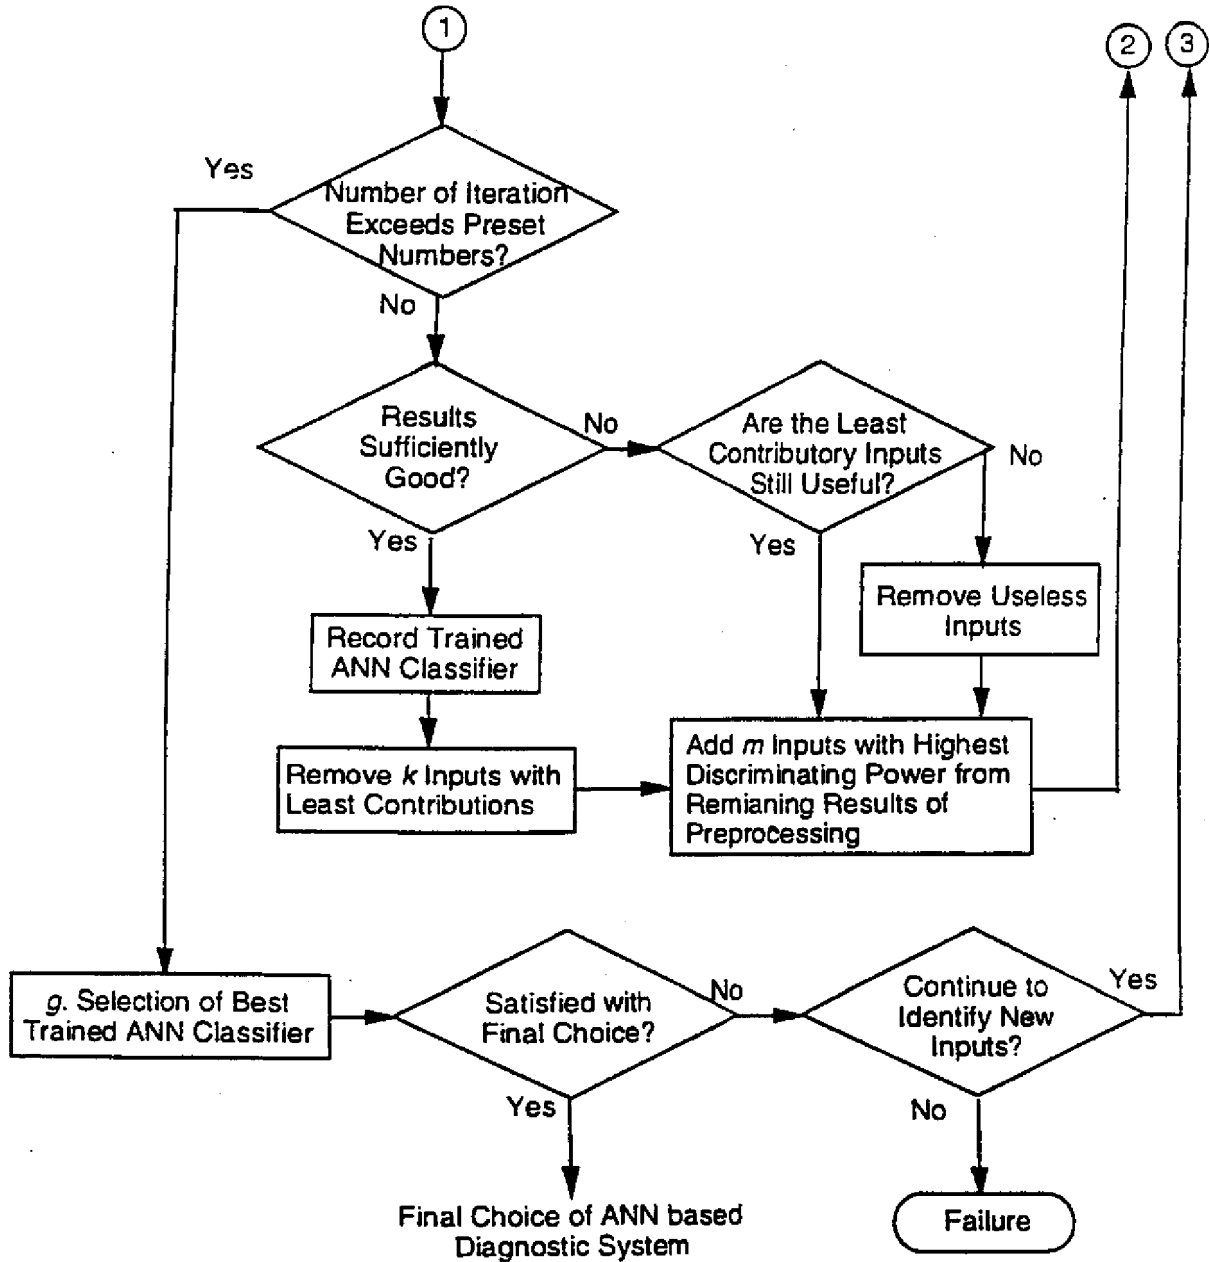 1
2
3
Yes
Number of Iteration
Exceeds Preset
Numbers?
No
Results
Sufficiently
Good?
No
Are the Least
Contributory Inputs
Still Useful?
No
Yes
Yes
Remove Useless
Inputs
Record Trained
ANN Classifier
Remove k Inputs with
Least Contributions
Add m Inputs with Highest
Discriminating Power from
Remianing Results of
Preprocessing
g. Selection of Best
Trained ANN Classifier
Satisfied with
Final Choice?
No
Continue to
Identify New
Inputs?
Yes
Yes
No
Final Choice of ANN based
Diagnostic System
Failure